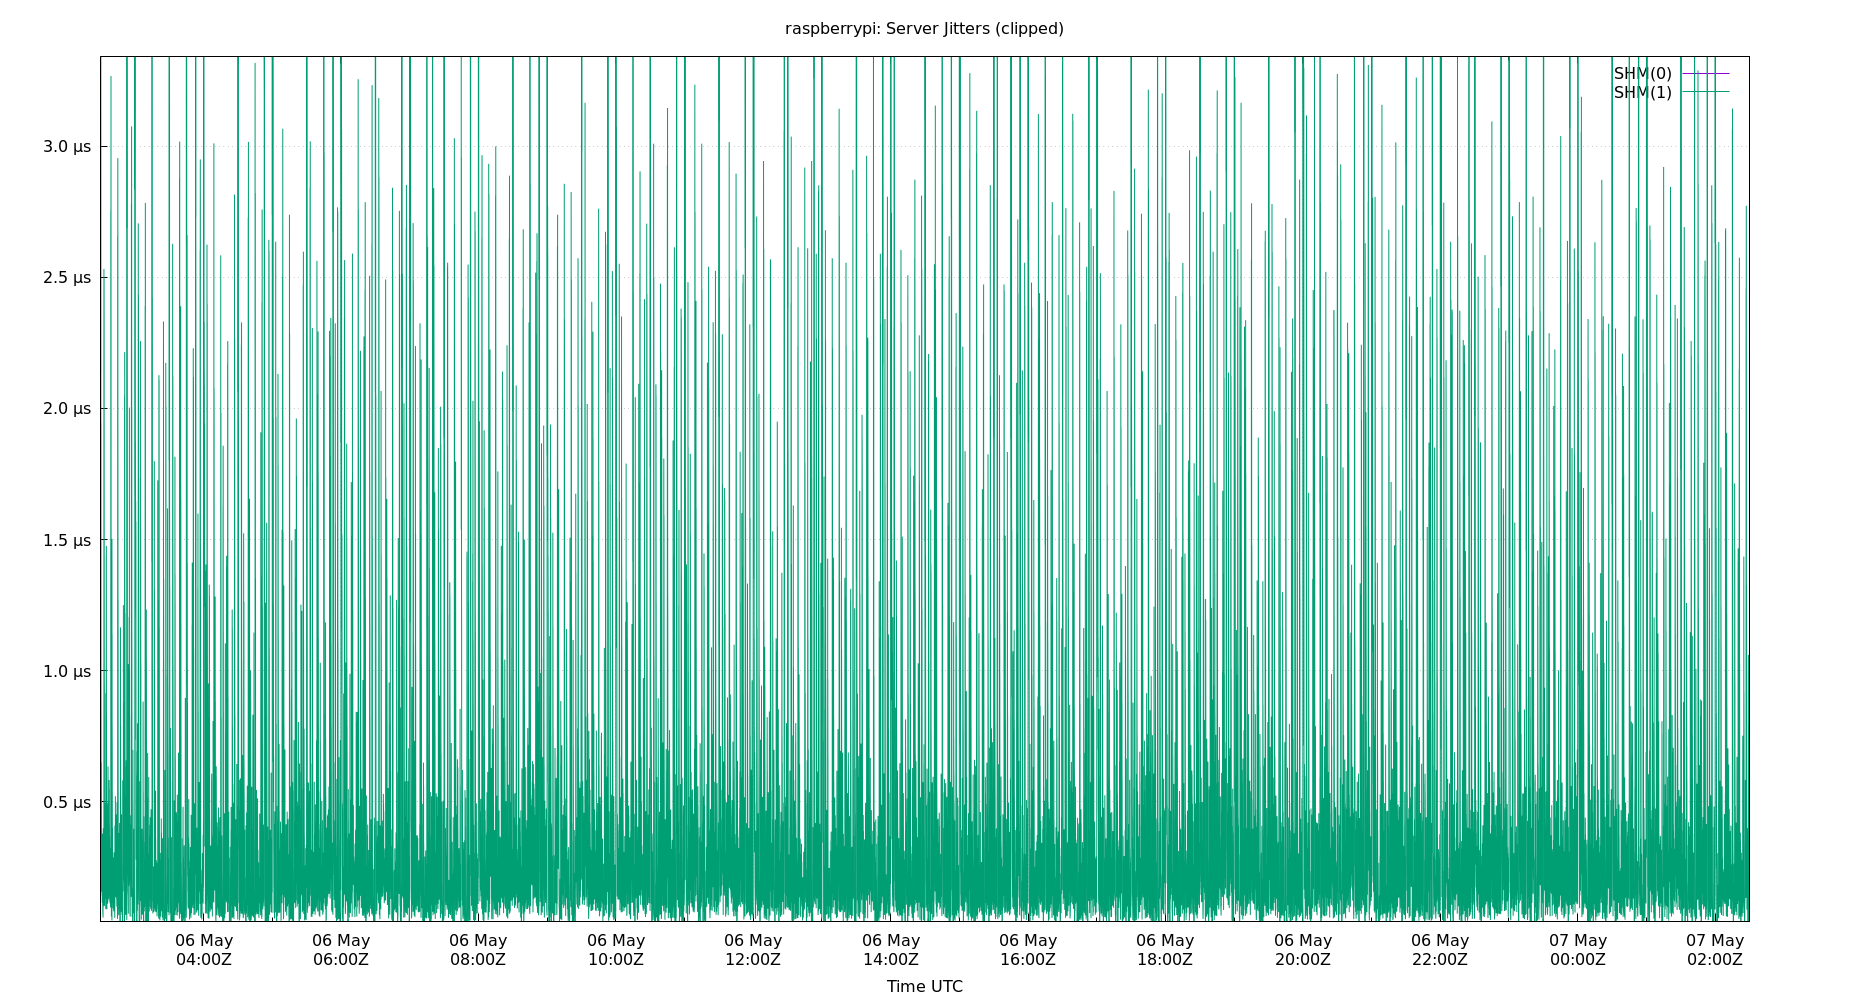 raspberrypi: Server Jitters (clipped)
SHM(0)
SHM(1)
3.0 µs
2.5 µs
2.0 µs
1.5 µs
1.0 µs
0.5 µs
06 May 06 May 06 May 06 May 06 May 06 May 06 May 06 May 06 May 06 May 07 May 07 May
04:00Z 06:00Z 08:00Z 10:00Z 12:00Z 14:00Z 16:00Z 18:00Z 20:00Z 22:00Z 00:00Z 02:00Z
Time UTC